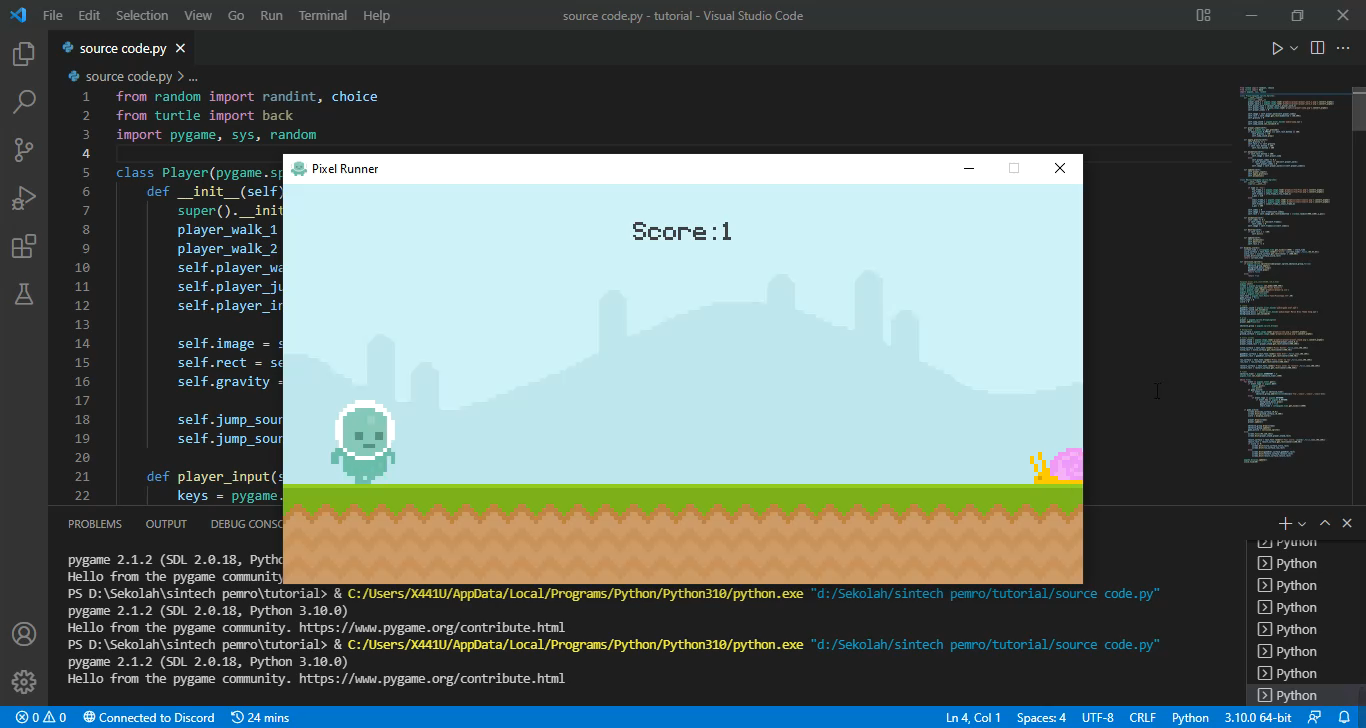 File Edit Selection View Go Run Terminal Help
source code.py - tutorial - Visual Studio Code
source code.py
source code.py > ...
1 from random import randint, choice
2 from turtle import back
3 import pygame, sys, random
4
5 class Player(pygame.sp
6 def __init__(self)
7 super().__init
8 player_walk_1
9 player_walk_2
10 self.player_wa
11 self.player_ju
12 self.player_in
13
14 self.image = s
15 self.rect = se
16 self.gravity =
17
18 self.jump_soun
19 self.jump_soun
20
21 def player_input(s
22 keys = pygame.
Pixel Runner
Score:1
PROBLEMS OUTPUT DEBUG CONSO
pygame 2.1.2 (SDL 2.0.18, Pytho
Hello from the pygame community
PS D:\Sekolah\sintech pemro\tutorial> & C:/Users/X441U/AppData/Local/Programs/Python/Python310/python.exe "d:/Sekolah/sintech pemro/tutorial/source code.py"
pygame 2.1.2 (SDL 2.0.18, Python 3.10.0)
Hello from the pygame community. https://www.pygame.org/contribute.html
PS D:\Sekolah\sintech pemro\tutorial> & C:/Users/X441U/AppData/Local/Programs/Python/Python310/python.exe "d:/Sekolah/sintech pemro/tutorial/source code.py"
pygame 2.1.2 (SDL 2.0.18, Python 3.10.0)
Hello from the pygame community. https://www.pygame.org/contribute.html
Python
Python
Python
Python
Python
Python
Python
Python
Connected to Discord 24 mins
0 0
Ln 4, Col 1 Spaces: 4 UTF-8 CRLF Python 3.10.0 64-bit